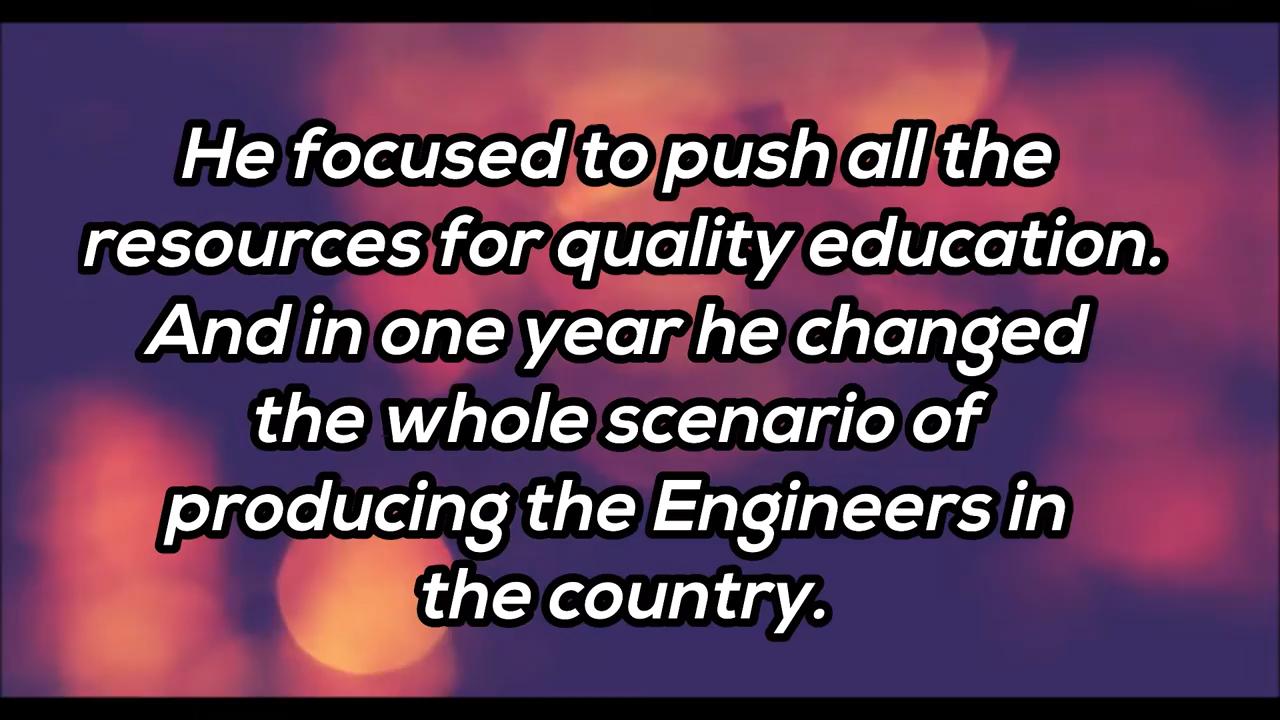 He focused to push all the
resources for quality education.
And in one year he changed
the whole scenario of
producing the Engineers in
the country.